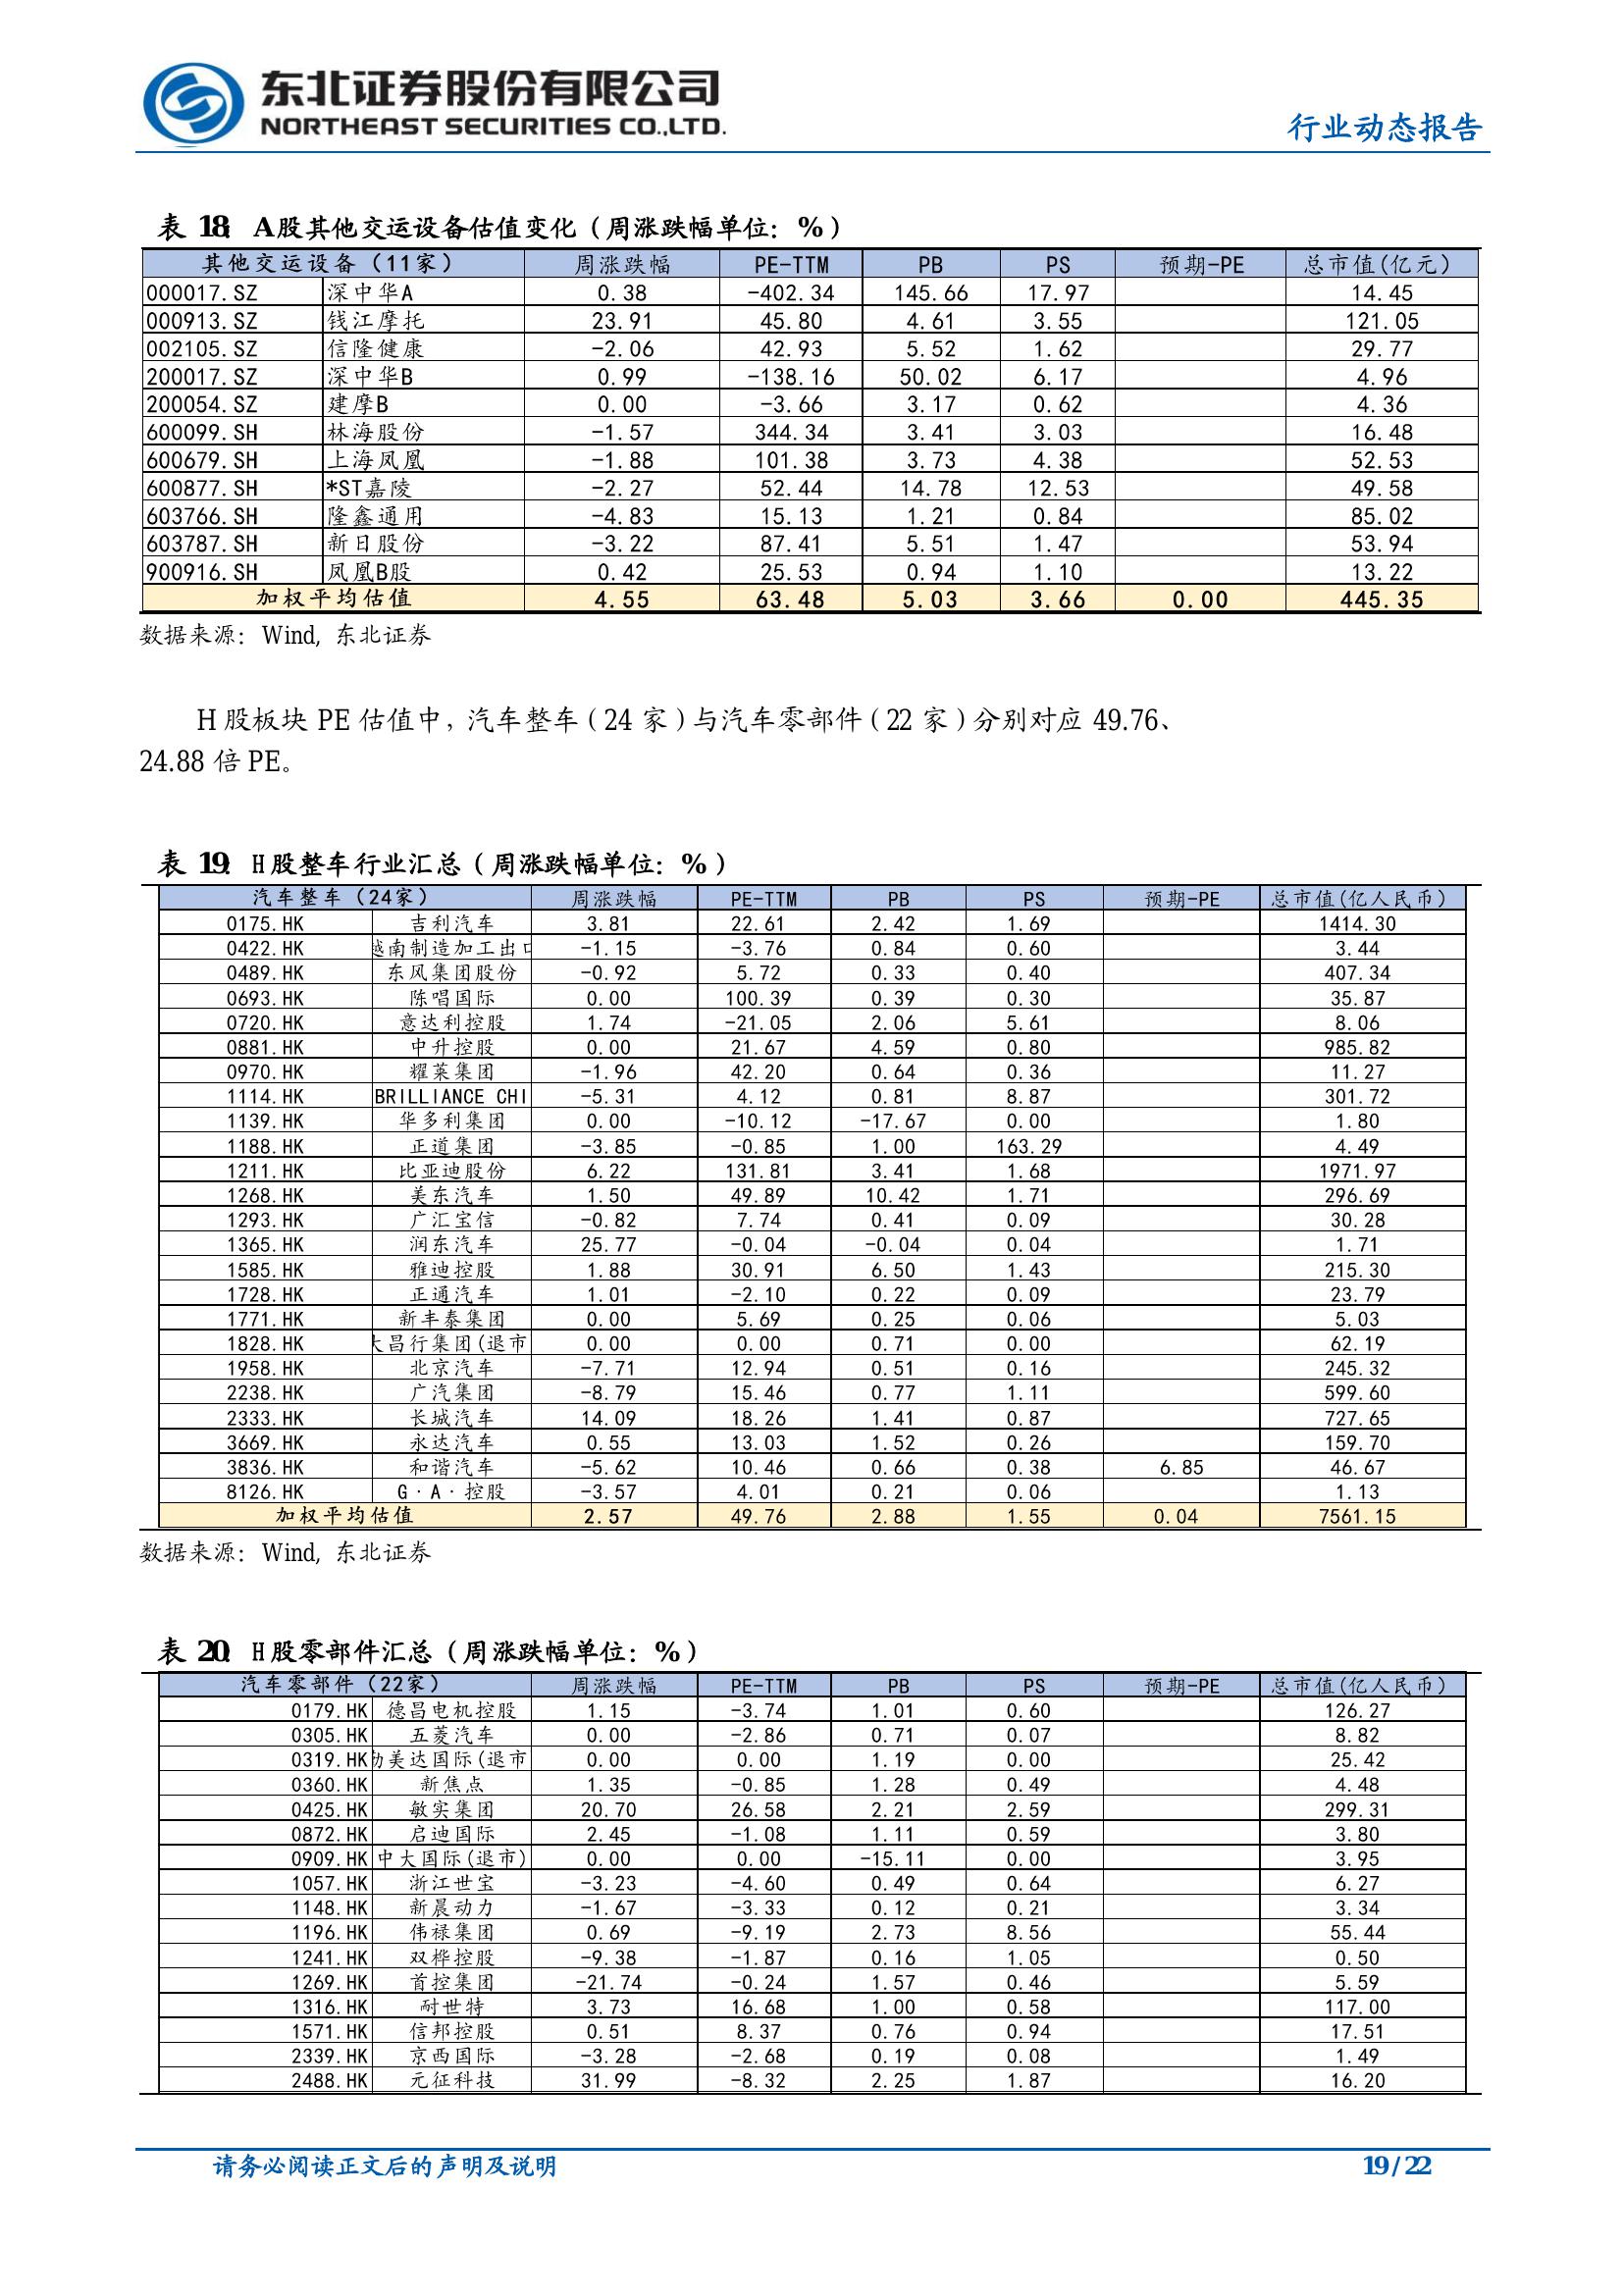 东北证券股份有限公司
NORTHEAST SECURITIES CO.,LTD.
行业动态报告
表 18: A股其他交运设备估值变化（周涨跌幅单位：%）
其他交运设备（11家） 周涨跌幅 PE-TTM PB PS 预期-PE 总市值(亿元)
000017.SZ 深中华A 0.38 -402.34 145.66 17.97 14.45
000913.SZ 钱江摩托 23.91 45.80 4.61 3.55 121.05
002105.SZ 信隆健康 -2.06 42.93 5.52 1.62 29.77
200017.SZ 深中华B 0.99 -138.16 50.02 6.17 4.96
200054.SZ 建摩B 0.00 -3.66 3.17 0.62 4.36
600099.SH 林海股份 -1.57 344.34 3.41 3.03 16.48
600679.SH 上海凤凰 -1.88 101.38 3.73 4.38 52.53
600877.SH *ST嘉陵 -2.27 52.44 14.78 12.53 49.58
603766.SH 隆鑫通用 -4.83 15.13 1.21 0.84 85.02
603787.SH 新日股份 -3.22 87.41 5.51 1.47 53.94
900916.SH 凤凰B股 0.42 25.53 0.94 1.10 13.22
加权平均估值 4.55 63.48 5.03 3.66 0.00 445.35
数据来源：Wind, 东北证券
H 股板块 PE 估值中，汽车整车（24 家）与汽车零部件（22 家）分别对应 49.76、
24.88 倍 PE。
表 19: H股整车行业汇总（周涨跌幅单位：%）
汽车整车（24家） 周涨跌幅 PE-TTM PB PS 预期-PE 总市值(亿人民币)
0175.HK 吉利汽车 3.81 22.61 2.42 1.69 1414.30
0422.HK 越南制造加工出口 -1.15 -3.76 0.84 0.60 3.44
0489.HK 东风集团股份 -0.92 5.72 0.33 0.40 407.34
0693.HK 陈唱国际 0.00 100.39 0.39 0.30 35.87
0720.HK 意达利控股 1.74 -21.05 2.06 5.61 8.06
0881.HK 中升控股 0.00 21.67 4.59 0.80 985.82
0970.HK 耀莱集团 -1.96 42.20 0.64 0.36 11.27
1114.HK BRILLIANCE CHI -5.31 4.12 0.81 8.87 301.72
1139.HK 华多利集团 0.00 -10.12 -17.67 0.00 1.80
1188.HK 正道集团 -3.85 -0.85 1.00 163.29 4.49
1211.HK 比亚迪股份 6.22 131.81 3.41 1.68 1971.97
1268.HK 美东汽车 1.50 49.89 10.42 1.71 296.69
1293.HK 广汇宝信 -0.82 7.74 0.41 0.09 30.28
1365.HK 润东汽车 25.77 -0.04 -0.04 0.04 1.71
1585.HK 雅迪控股 1.88 30.91 6.50 1.43 215.30
1728.HK 正通汽车 1.01 -2.10 0.22 0.09 23.79
1771.HK 新丰泰集团 0.00 5.69 0.25 0.06 5.03
1828.HK 大昌行集团(退市 0.00 0.00 0.71 0.00 62.19
1958.HK 北京汽车 -7.71 12.94 0.51 0.16 245.32
2238.HK 广汽集团 -8.79 15.46 0.77 1.11 599.60
2333.HK 长城汽车 14.09 18.26 1.41 0.87 727.65
3669.HK 永达汽车 0.55 13.03 1.52 0.26 159.70
3836.HK 和谐汽车 -5.62 10.46 0.66 0.38 6.85 46.67
8126.HK G·A·控股 -3.57 4.01 0.21 0.06 1.13
加权平均估值 2.57 49.76 2.88 1.55 0.04 7561.15
数据来源：Wind, 东北证券
表 20: H股零部件汇总（周涨跌幅单位：%）
汽车零部件（22家） 周涨跌幅 PE-TTM PB PS 预期-PE 总市值(亿人民币)
0179.HK 德昌电机控股 1.15 -3.74 1.01 0.60 126.27
0305.HK 五菱汽车 0.00 -2.86 0.71 0.07 8.82
0319.HK 勋美达国际(退市 0.00 0.00 1.19 0.00 25.42
0360.HK 新焦点 1.35 -0.85 1.28 0.49 4.48
0425.HK 敏实集团 20.70 26.58 2.21 2.59 299.31
0872.HK 启迪国际 2.45 -1.08 1.11 0.59 3.80
0909.HK 中大国际(退市) 0.00 0.00 -15.11 0.00 3.95
1057.HK 浙江世宝 -3.23 -4.60 0.49 0.64 6.27
1148.HK 新晨动力 -1.67 -3.33 0.12 0.21 3.34
1196.HK 伟禄集团 0.69 -9.19 2.73 8.56 55.44
1241.HK 双桦控股 -9.38 -1.87 0.16 1.05 0.50
1269.HK 首控集团 -21.74 -0.24 1.57 0.46 5.59
1316.HK 耐世特 3.73 16.68 1.00 0.58 117.00
1571.HK 信邦控股 0.51 8.37 0.76 0.94 17.51
2339.HK 京西国际 -3.28 -2.68 0.19 0.08 1.49
2488.HK 元征科技 31.99 -8.32 2.25 1.87 16.20
请务必阅读正文后的声明及说明
19 / 22